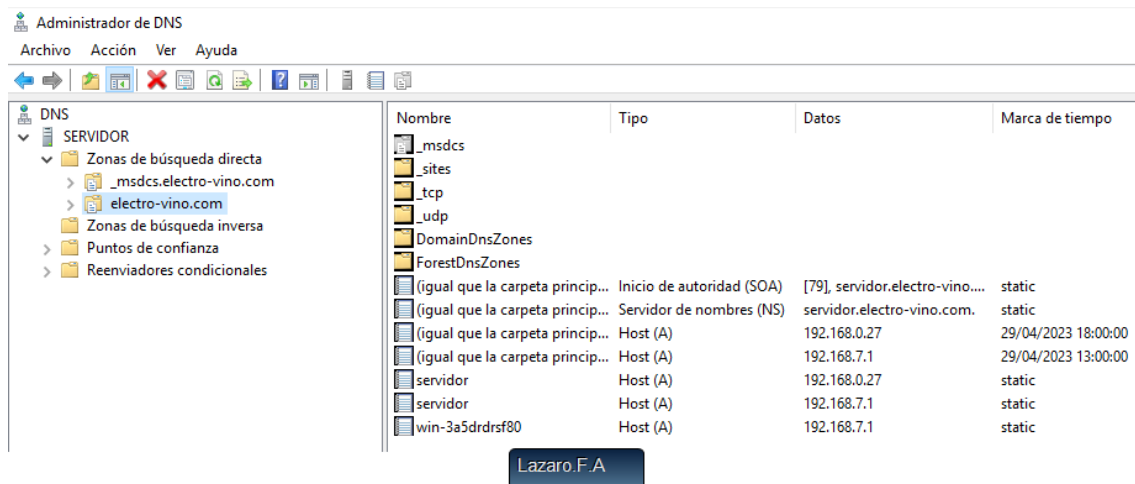 Administrador de DNS
Archivo Acción Ver Ayuda
DNS
SERVIDOR
Zonas de búsqueda directa
_msdcs.electro-vino.com
electro-vino.com
Zonas de búsqueda inversa
Puntos de confianza
Reenviadores condicionales
Nombre Tipo Datos Marca de tiempo
_msdcs
_sites
_tcp
_udp
DomainDnsZones
ForestDnsZones
(igual que la carpeta princip... Inicio de autoridad (SOA) [79], servidor.electro-vino.... static
(igual que la carpeta princip... Servidor de nombres (NS) servidor.electro-vino.com. static
(igual que la carpeta princip... Host (A) 192.168.0.27 29/04/2023 18:00:00
(igual que la carpeta princip... Host (A) 192.168.7.1 29/04/2023 13:00:00
servidor Host (A) 192.168.0.27 static
servidor Host (A) 192.168.7.1 static
win-3a5drdrsf80 Host (A) 192.168.7.1 static
Lazaro.F.A